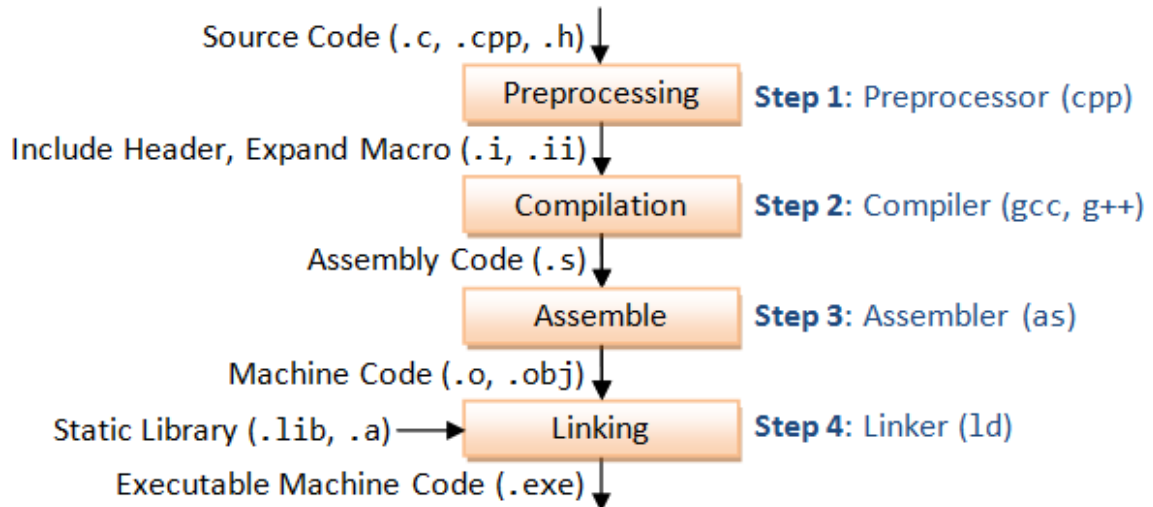 Source Code (.c, .cpp, .h)
Preprocessing
Step 1: Preprocessor (cpp)
Include Header, Expand Macro (.i, .ii)
Compilation
Step 2: Compiler (gcc, g++)
Assembly Code (.s)
Assemble
Step 3: Assembler (as)
Machine Code (.o, .obj)
Static Library (.lib, .a)
Linking
Step 4: Linker (ld)
Executable Machine Code (.exe)